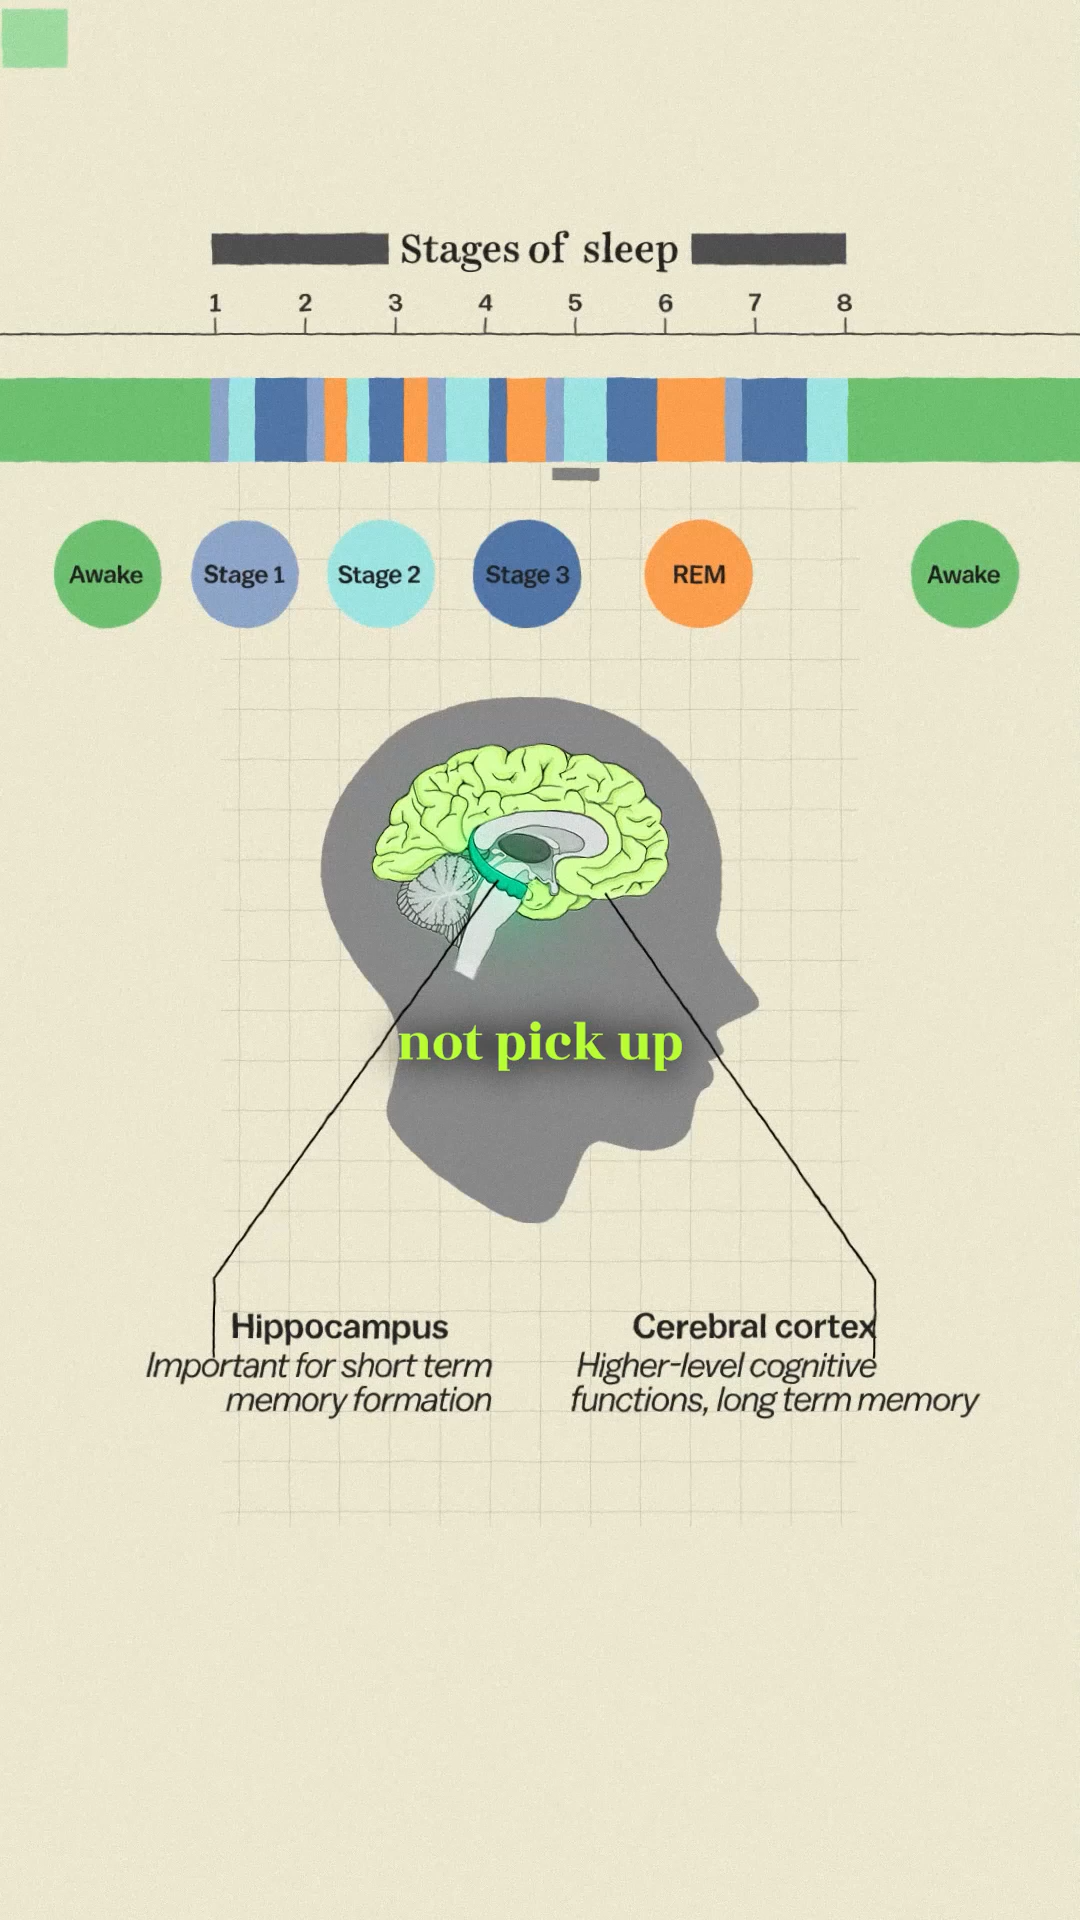 Stages of sleep
1 2 3 4 5 6 7 8
Awake Stage 1 Stage 2 Stage 3 REM Awake
not pick up
Hippocampus
Important for short term
memory formation
Cerebral cortex
Higher-level cognitive
functions, long term memory